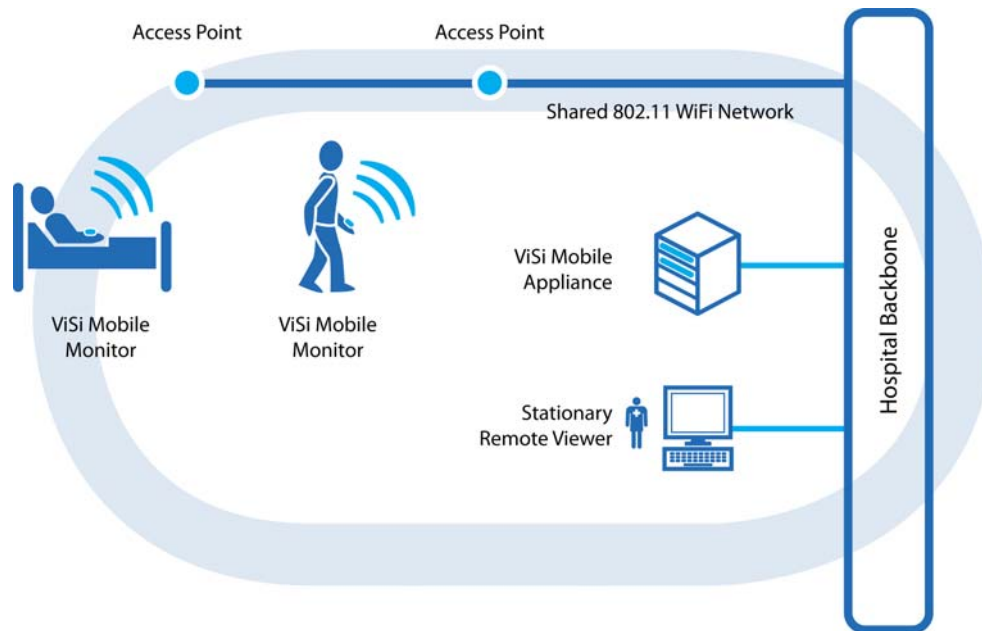 Access Point
Access Point
Shared 802.11 WiFi Network
ViSi Mobile
Monitor
ViSi Mobile
Monitor
ViSi Mobile
Appliance
Stationary
Remote Viewer
Hospital Backbone